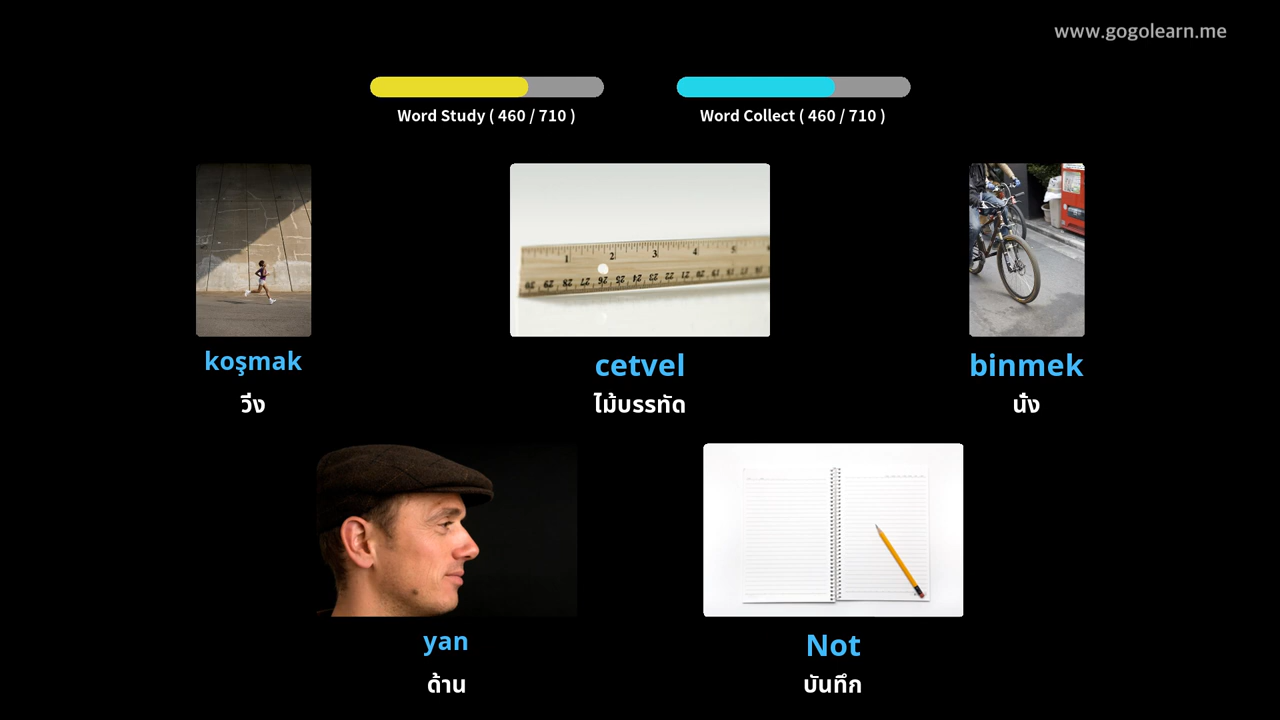 www.gogolearn.me
Word Study ( 460 / 710 )
Word Collect ( 460 / 710 )
koşmak
วิ่ง
cetvel
ไม้บรรทัด
binmek
นั่ง
yan
ด้าน
Not
บันทึก